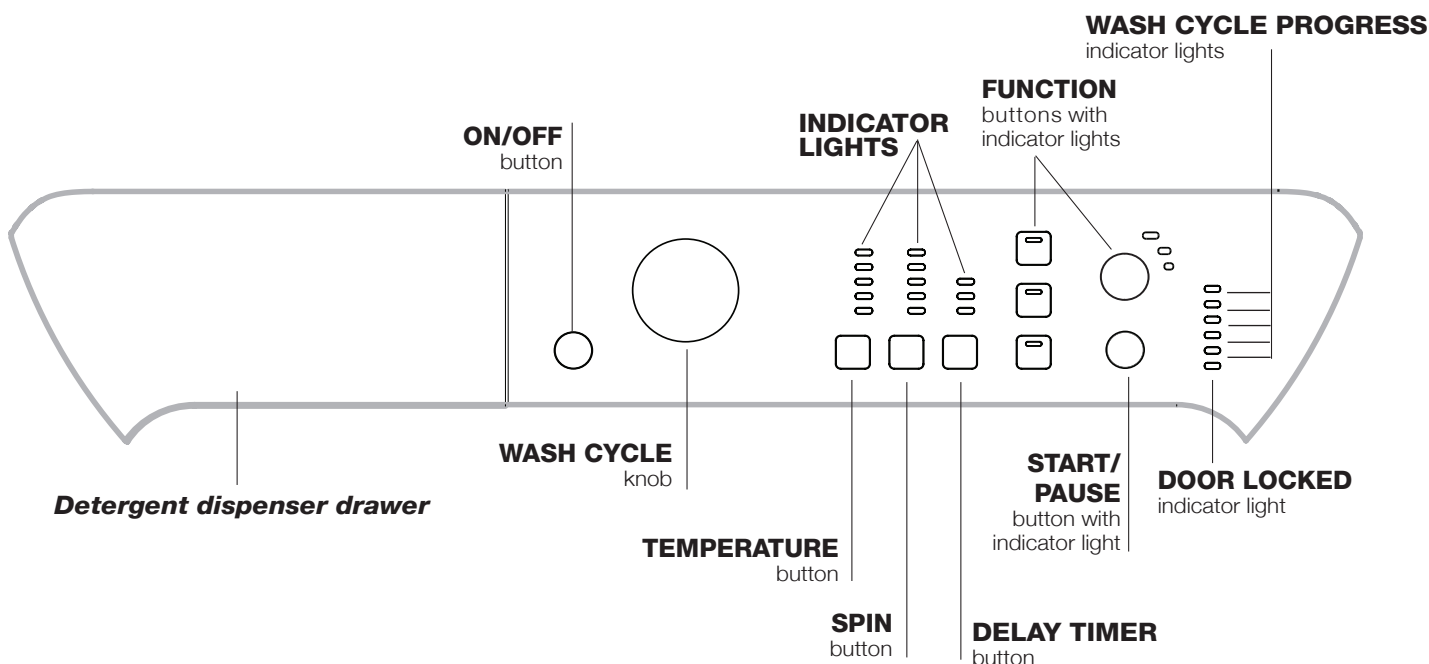 WASH CYCLE PROGRESS
indicator lights
FUNCTION
buttons with
indicator lights
INDICATOR
LIGHTS
ON/OFF
button
WASH CYCLE
knob
Detergent dispenser drawer
START/
PAUSE
button with
indicator light
DOOR LOCKED
indicator light
TEMPERATURE
button
SPIN
button
DELAY TIMER
button